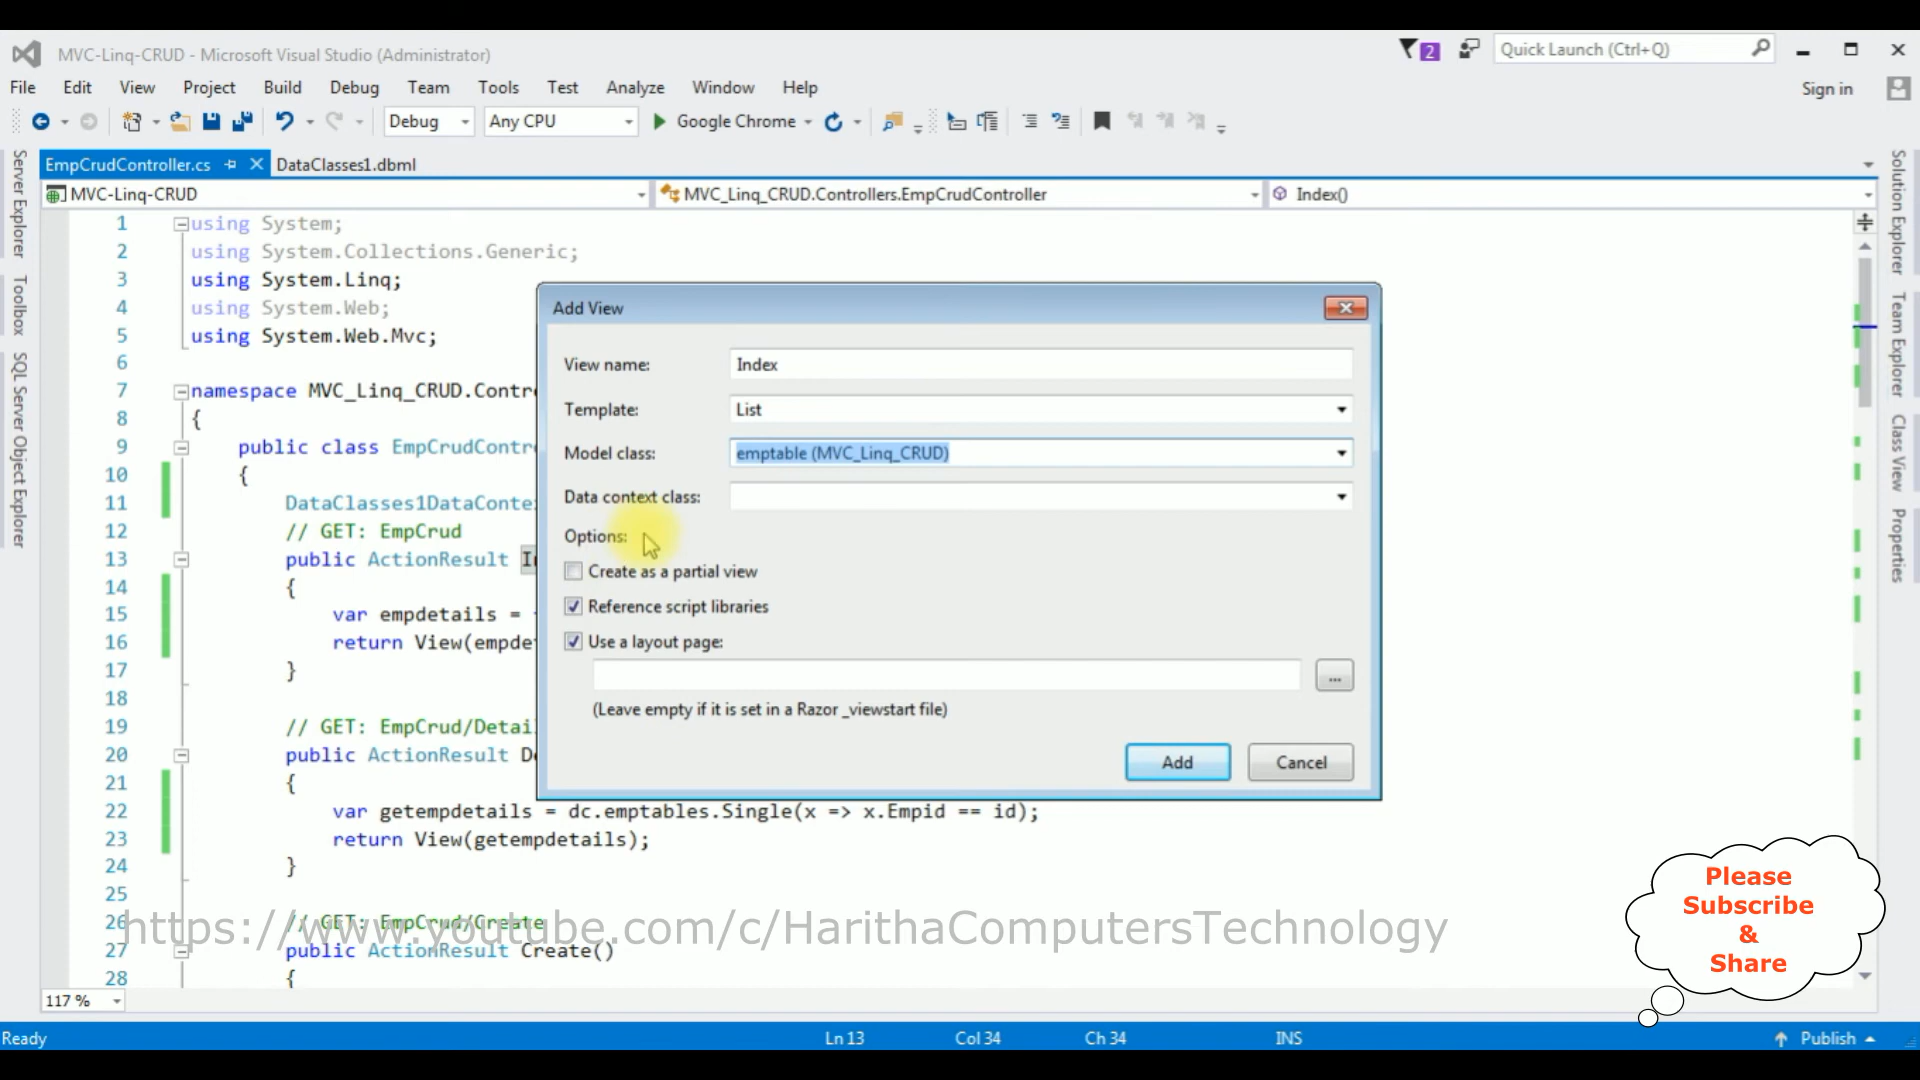 MVC-Linq-CRUD - Microsoft Visual Studio (Administrator)
2
Quick Launch (Ctrl+Q)
File Edit View Project Build Debug Team Tools Test Analyze Window Help
Sign in
Debug Any CPU Google Chrome
EmpCrudController.cs
DataClasses1.dbml
MVC-Linq-CRUD
MVC_Linq_CRUD.Controllers.EmpCrudController
Index()
Server Explorer
Toolbox
SQL Server Object Explorer
Solution Explorer
Team Explorer
Class View
Properties
1 using System;
2 using System.Collections.Generic;
3 using System.Linq;
4 using System.Web;
5 using System.Web.Mvc;
6
7 namespace MVC_Linq_CRUD.Contr
8 {
9 public class EmpCrudContr
10 {
11 DataClasses1DataContex
12 // GET: EmpCrud
13 public ActionResult In
14 {
15 var empdetails =
16 return View(empde
17 }
18
19 // GET: EmpCrud/Detai
20 public ActionResult De
21 {
22 var getempdetails = dc.emptables.Single(x => x.Empid == id);
23 return View(getempdetails);
24 }
25
26 // GET: EmpCrud/Create
27 public ActionResult Create()
28 {
Add View
View name: Index
Template: List
Model class: emptable (MVC_Linq_CRUD)
Data context class:
Options:
Create as a partial view
Reference script libraries
Use a layout page:
...
(Leave empty if it is set in a Razor _viewstart file)
Add Cancel
https://www.youtube.com/c/HarithaComputersTechnology
Please
Subscribe
&
Share
117 %
Ready Ln 13 Col 34 Ch 34 INS Publish